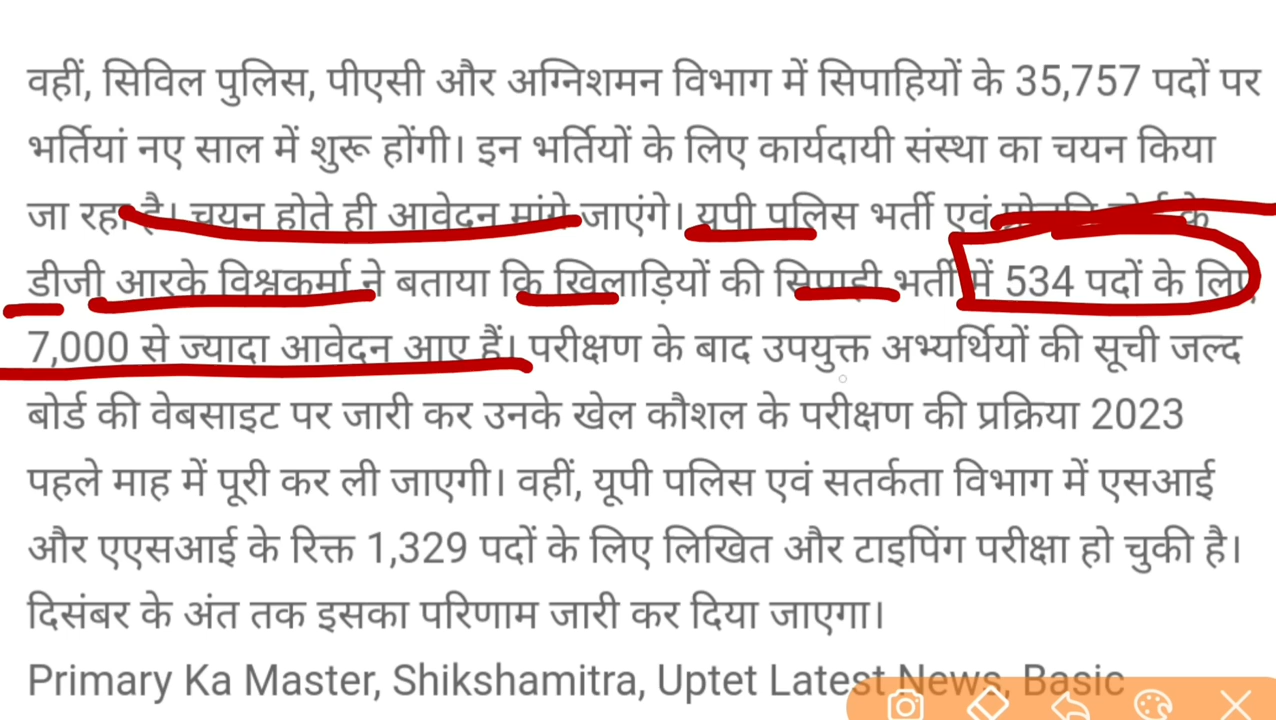 वहीं, सिविल पुलिस, पीएसी और अग्निशमन विभाग में सिपाहियों के 35,757 पदों पर
भर्तियां नए साल में शुरू होंगी। इन भर्तियों के लिए कार्यदायी संस्था का चयन किया
जा रहा है। चयन होते ही आवेदन मांगे जाएंगे। यूपी पुलिस भर्ती एवं के
डीजी आरके विश्वकर्मा ने बताया कि खिलाड़ियों की सिपाही भर्ती में 534 पदों के लिए
7,000 से ज्यादा आवेदन आए हैं। परीक्षण के बाद उपयुक्त अभ्यर्थियों की सूची जल्द
बोर्ड की वेबसाइट पर जारी कर उनके खेल कौशल के परीक्षण की प्रक्रिया 2023
पहले माह में पूरी कर ली जाएगी। वहीं, यूपी पलिस एवं सतर्कता विभाग में एसआई
और एएसआई के रिक्त 1,329 पदों के लिए लिखित और टाइपिंग परीक्षा हो चुकी है।
दिसंबर के अंत तक इसका परिणाम जारी कर दिया जाएगा।
Primary Ka Master, Shikshamitra, Uptet Latest News, Basic